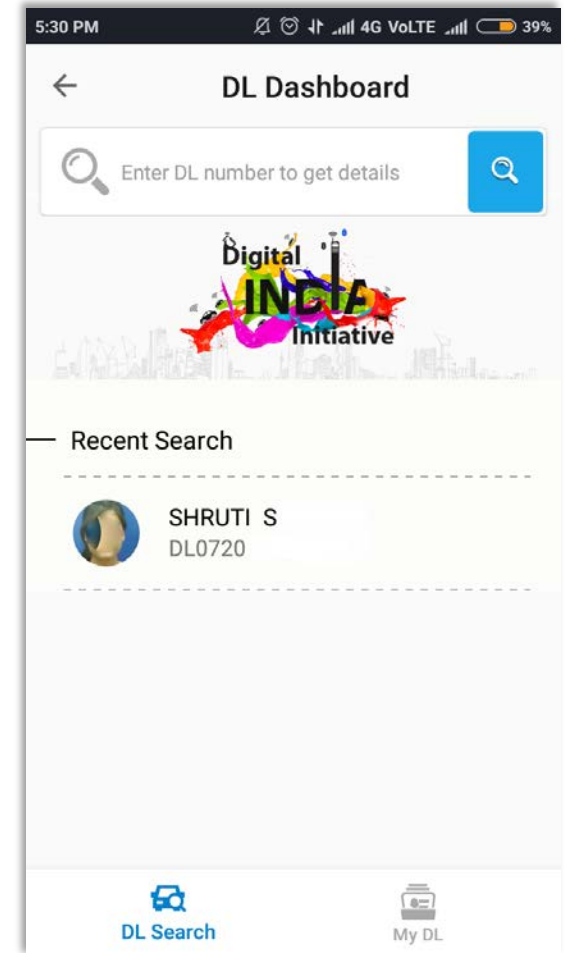 5:30 PM 4G VoLTE 39%
DL Dashboard
Enter DL number to get details
Digital
INDIA
Initiative
Recent Search
SHRUTI S
DL0720
DL Search
My DL